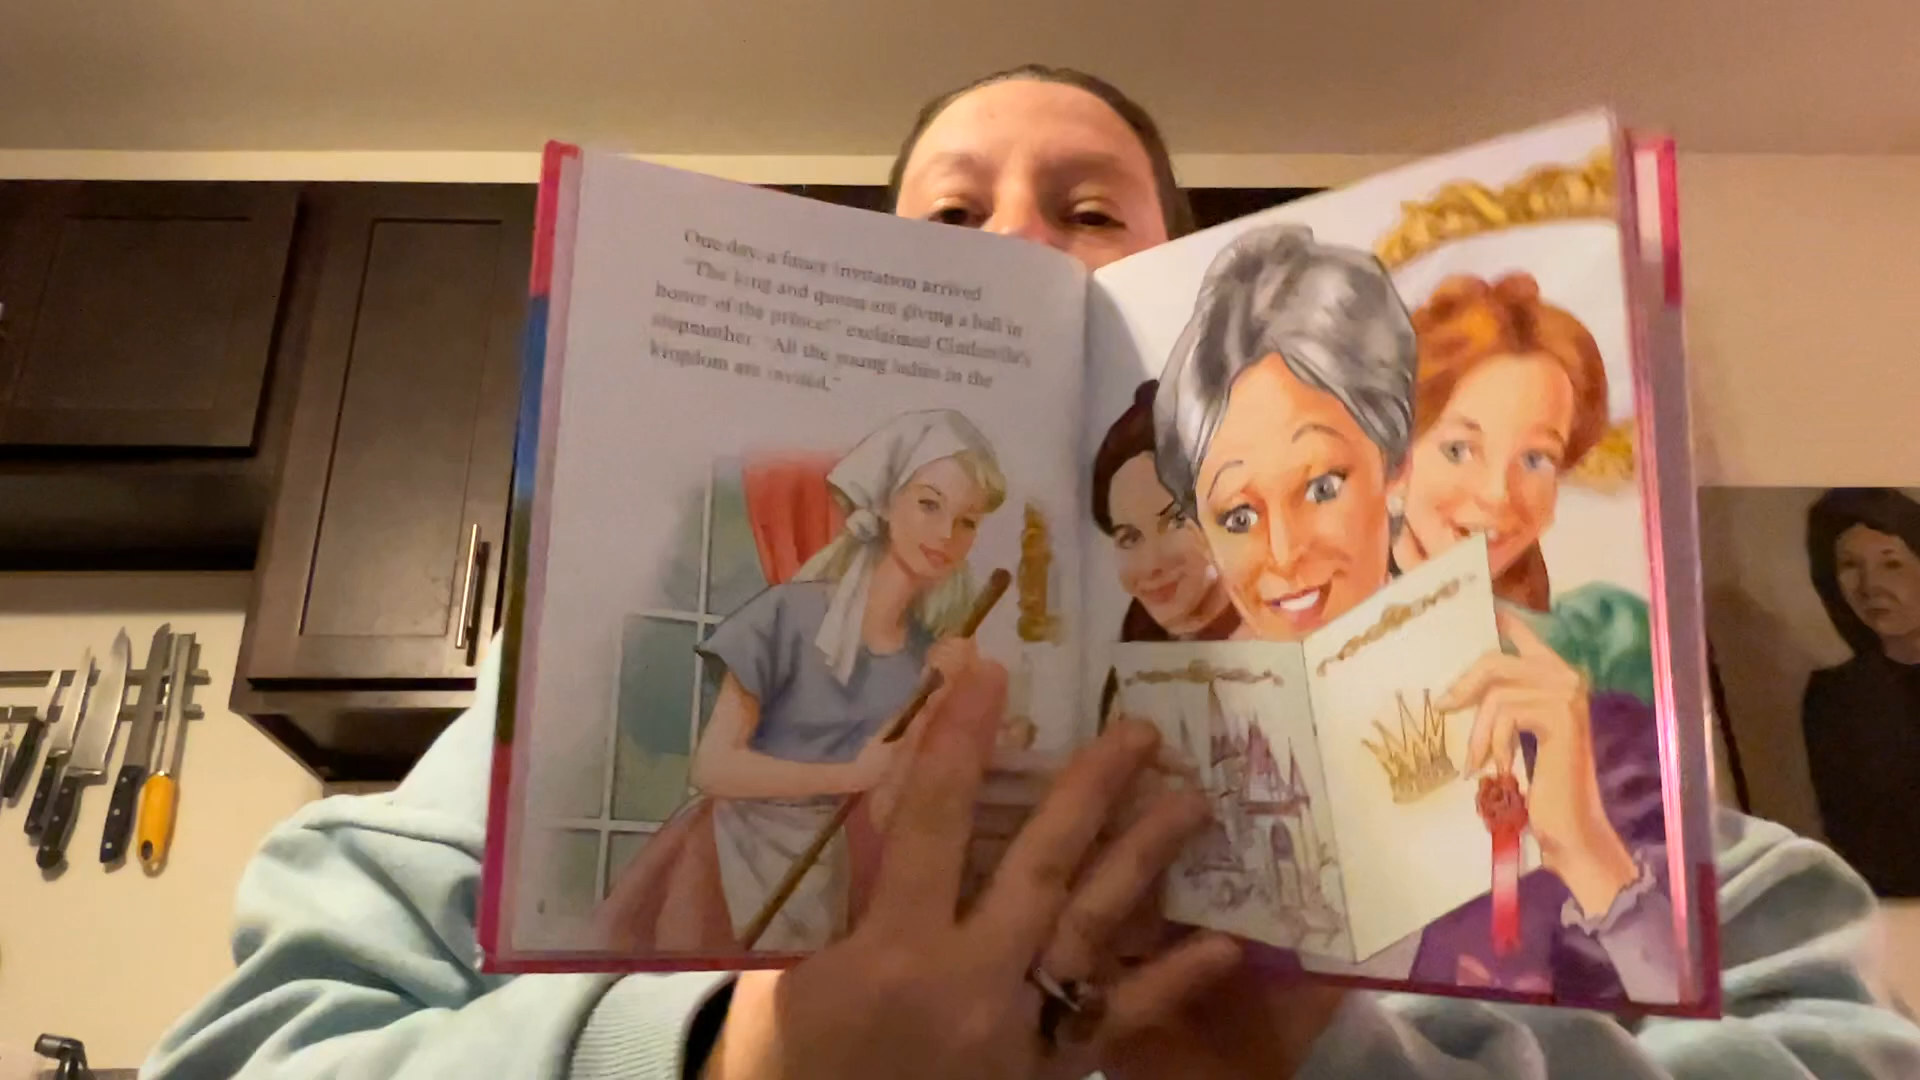 One day, a fancy invitation arrived
"The king and queen are giving a ball in
honor of the prince!" exclaimed Cinderella's
stepmother. "All the young ladies in the
kingdom are invited."